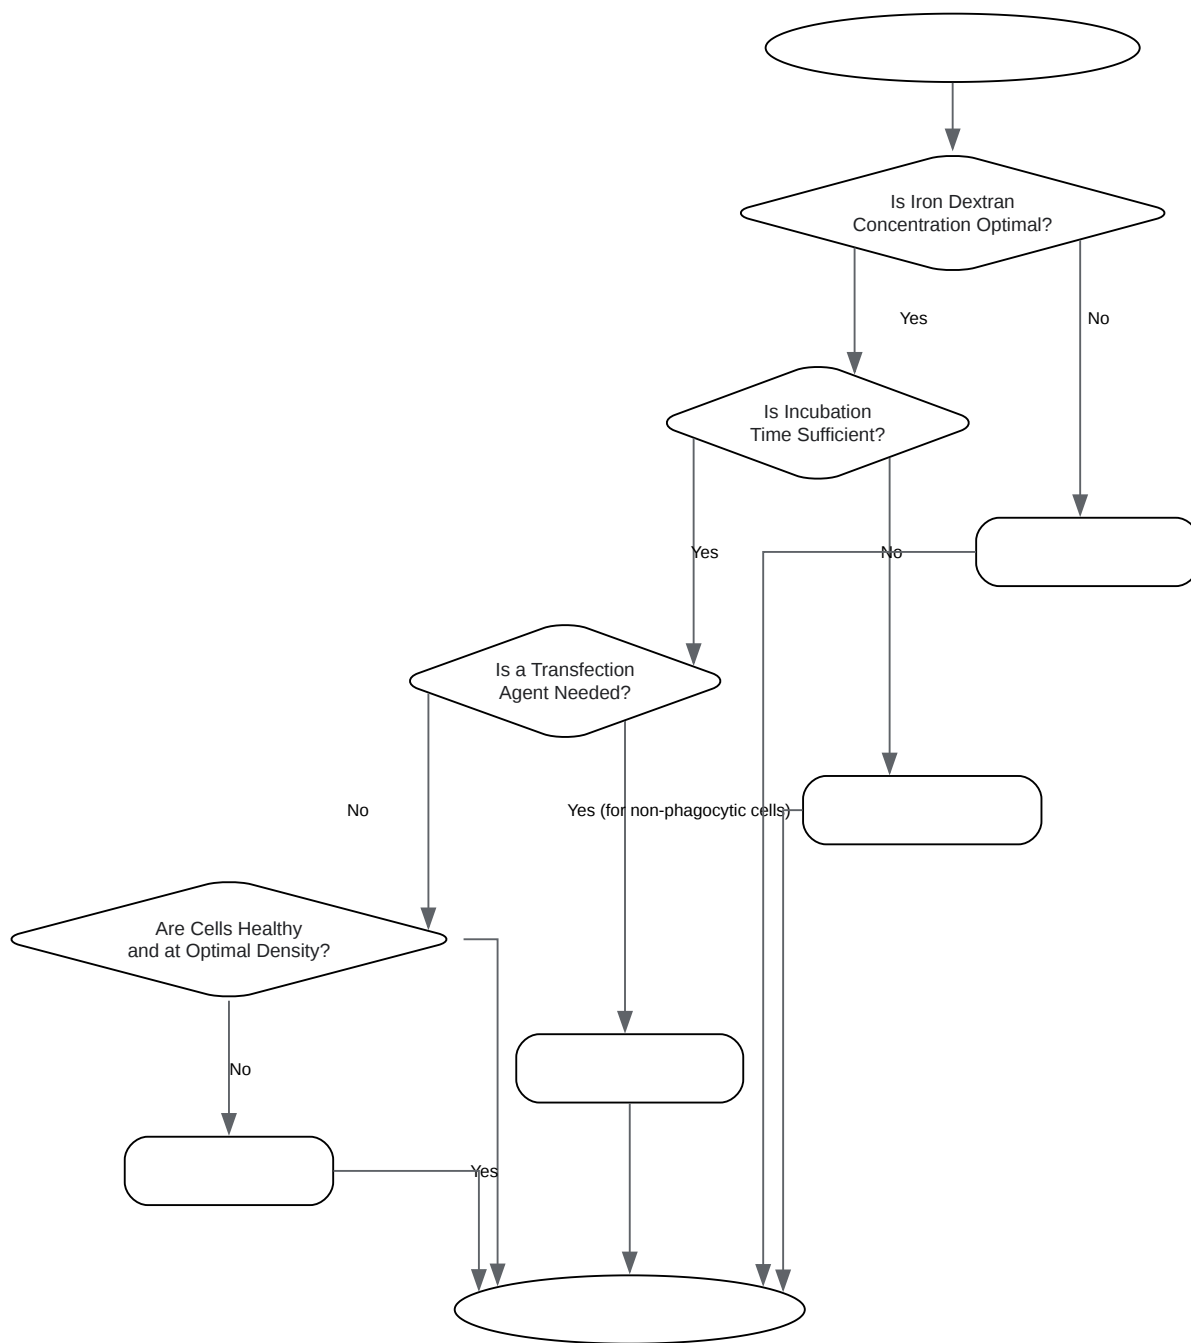 Is Iron Dextran
Concentration Optimal?
Yes
No
Is Incubation
Time Sufficient?
Yes
No
Is a Transfection
Agent Needed?
No
Yes (for non-phagocytic cells)
Are Cells Healthy
and at Optimal Density?
No
Yes